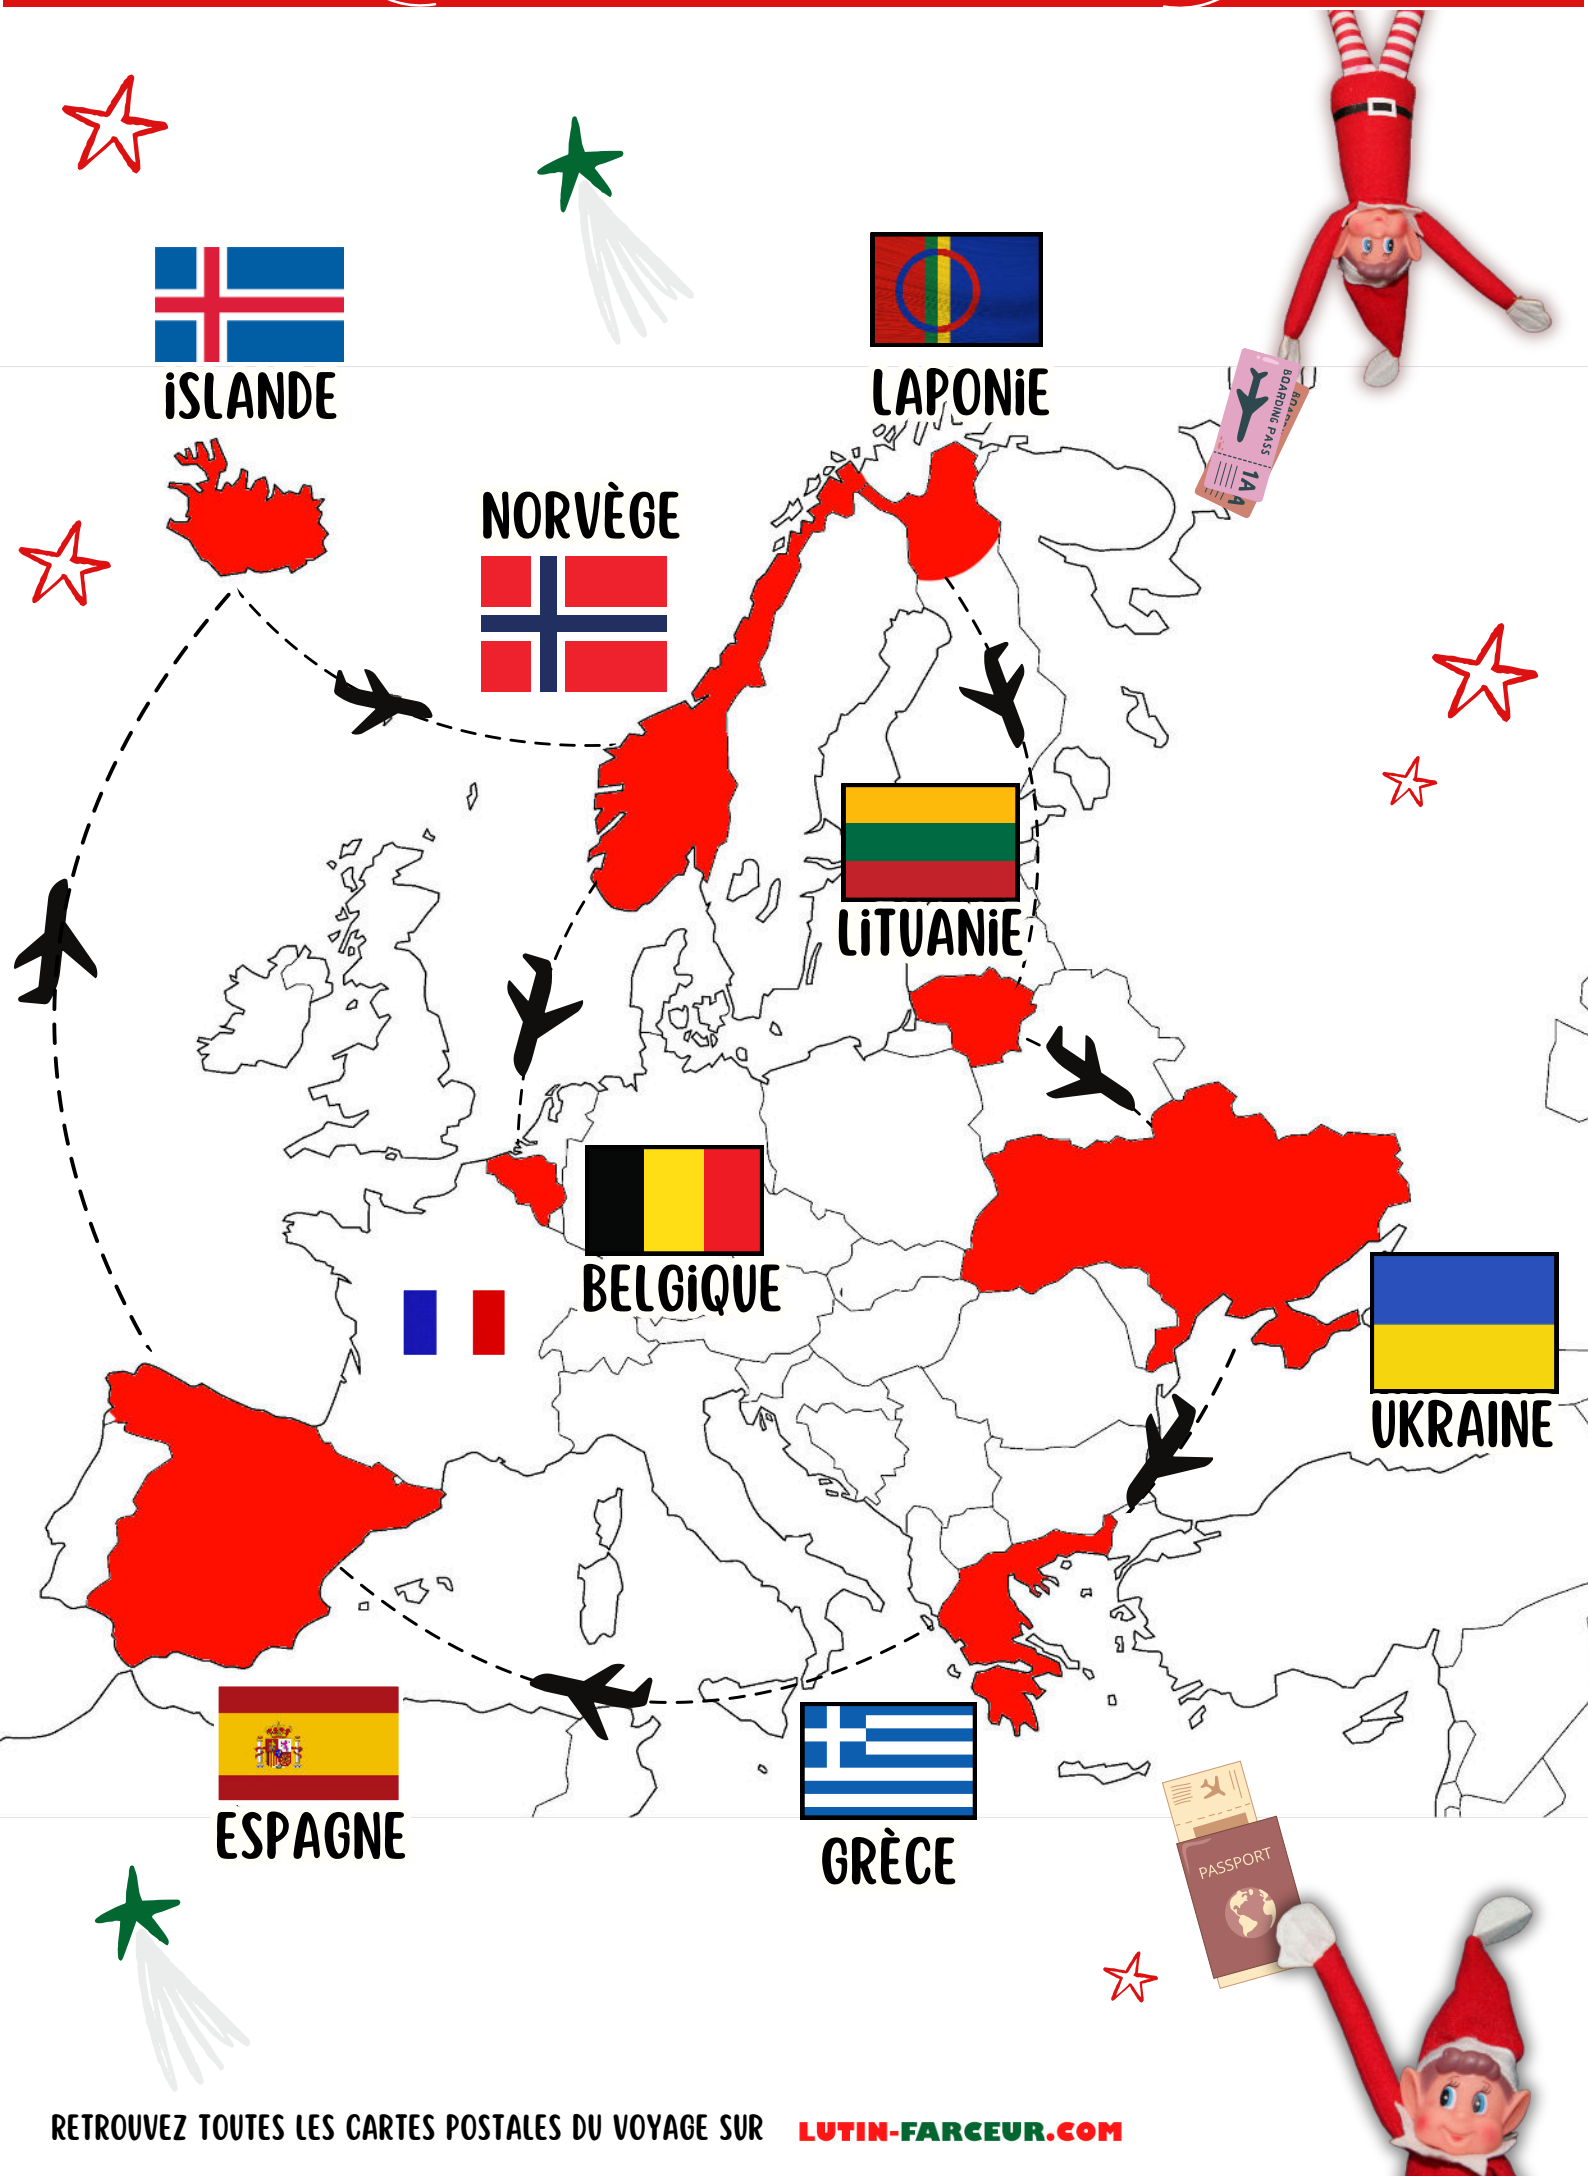 iSLANDE
LAPONiE
BOARDING PASS
1A
NORVÈGE
LiTUANiE
BELGiQUE
UKRAINE
ESPAGNE
GRÈCE
PASSPORT
RETROUVEZ TOUTES LES CARTES POSTALES DU VOYAGE SUR LUTIN-FARCEUR.COM